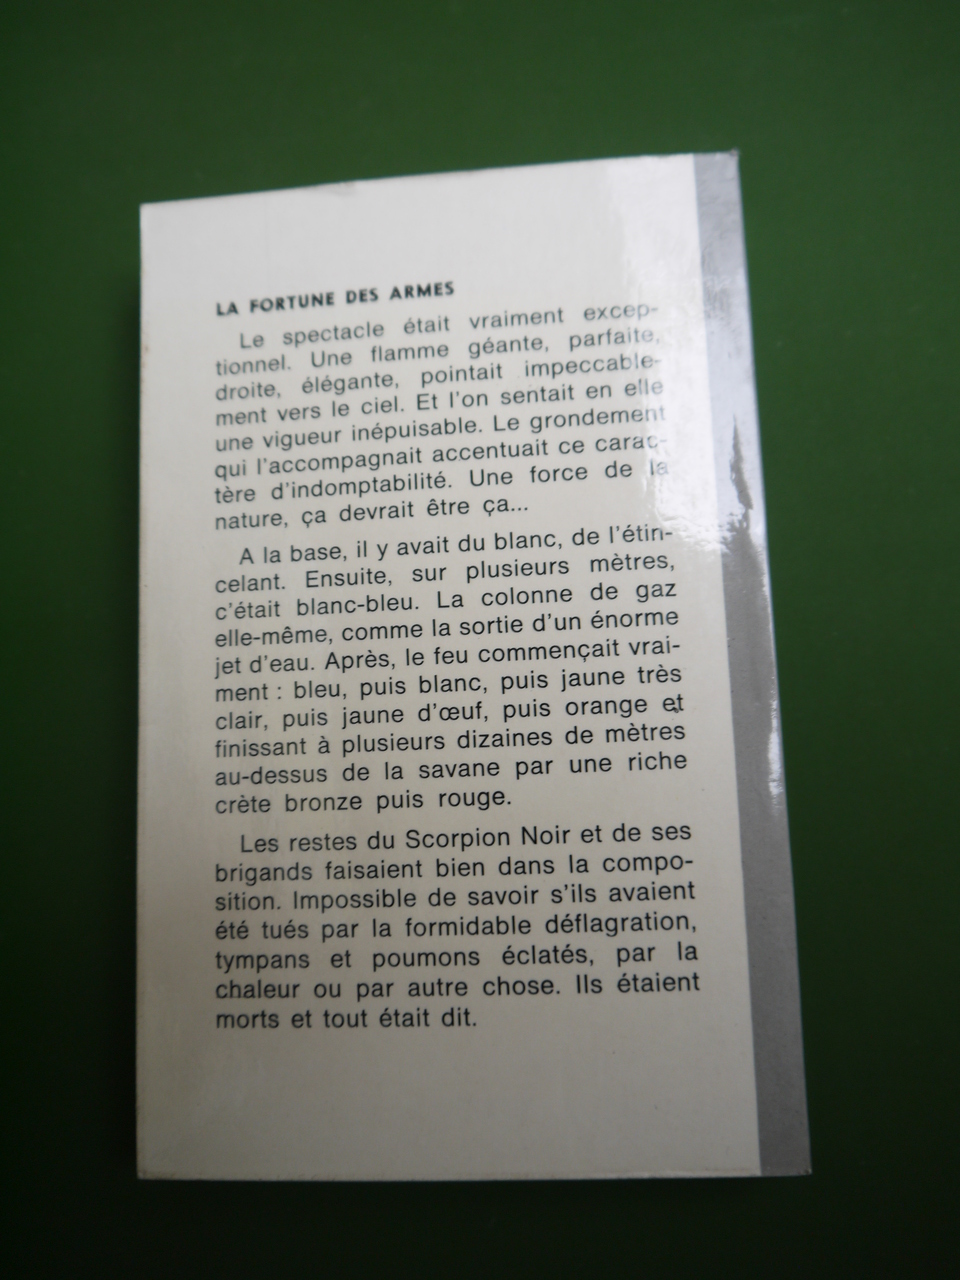 LA FORTUNE DES ARMES
Le spectacle était vraiment excep-
tionnel. Une flamme géante, parfaite,
droite, élégante, pointait impeccable-
ment vers le ciel. Et l'on sentait en elle
une vigueur inépuisable. Le grondement
qui l'accompagnait accentuait ce carac-
tère d'indomptabilité. Une force de la
nature, ça devrait être ça...
A la base, il y avait du blanc, de l'étin-
celant. Ensuite, sur plusieurs mètres,
c'était blanc-bleu. La colonne de gaz
elle-même, comme la sortie d'un énorme
jet d'eau. Après, le feu commençait vrai-
ment : bleu, puis blanc, puis jaune très
clair, puis jaune d'œuf, puis orange et
finissant à plusieurs dizaines de mètres
au-dessus de la savane par une riche
crète bronze puis rouge.
Les restes du Scorpion Noir et de ses
brigands faisaient bien dans la compo-
sition. Impossible de savoir s'ils avaient
été tués par la formidable déflagration,
tympans et poumons éclatés, par la
chaleur ou par autre chose. Ils étaient
morts et tout était dit.